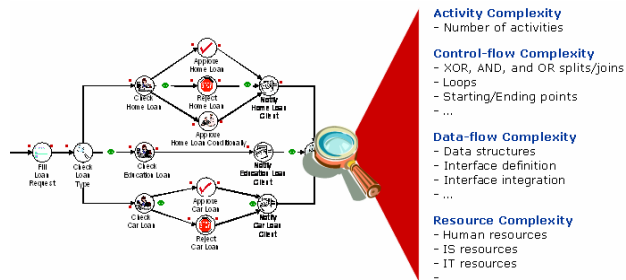 Fill
Loan
Request
Check
Loan
Type
Check
Home Loan
Approve
Home Loan
Reject
Home Loan
Approve
Home Loan Conditionally
Notify
Home Loan
Client
Check
Education Loan
Notify
Education Loan
Client
Check
Car Loan
Approve
Car Loan
Reject
Car Loan
Notify
Car Loan
Client
Activity Complexity
- Number of activities
Control-flow Complexity
- XOR, AND, and OR splits/joins
- Loops
- Starting/Ending points
- ...
Data-flow Complexity
- Data structures
- Interface definition
- Interface integration
- ...
Resource Complexity
- Human resources
- IS resources
- IT resources
-